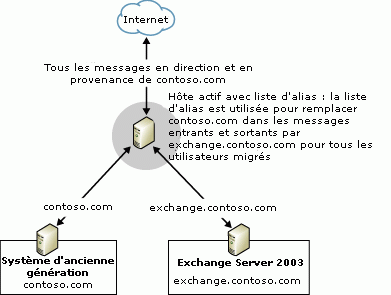 Internet
Tous les messages en direction et en
provenance de contoso.com
Hôte actif avec liste d'alias : la liste
d'alias est utilisée pour remplacer
contoso.com dans les messages
entrants et sortants par
exchange.contoso.com pour tous les
utilisateurs migrés
contoso.com
exchange.contoso.com
Système d'ancienne
génération
contoso.com
Exchange Server 2003
exchange.contoso.com